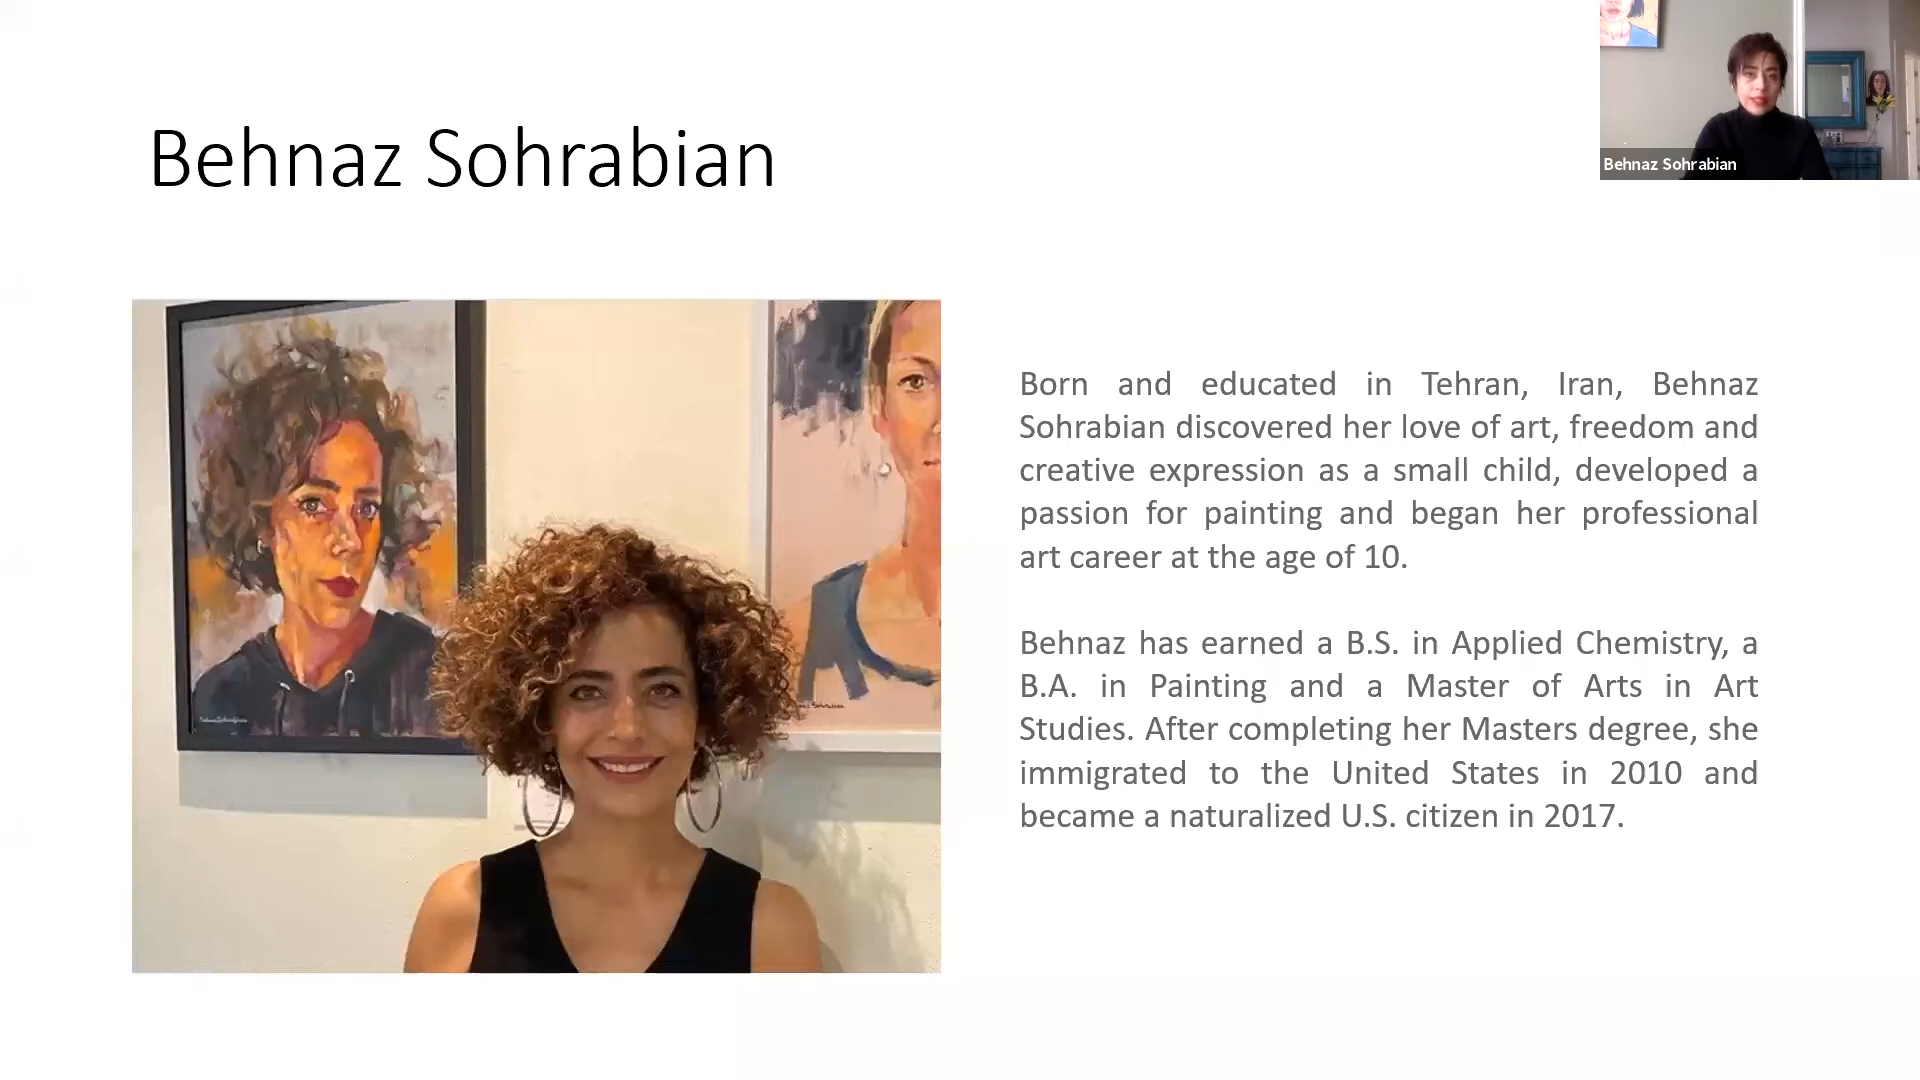 Behnaz Sohrabian
Behnaz Sohrabian
Born and educated in Tehran, Iran, Behnaz
Sohrabian discovered her love of art, freedom and
creative expression as a small child, developed a
passion for painting and began her professional
art career at the age of 10.
Behnaz has earned a B.S. in Applied Chemistry, a
B.A. in Painting and a Master of Arts in Art
Studies. After completing her Masters degree, she
immigrated to the United States in 2010 and
became a naturalized U.S. citizen in 2017.